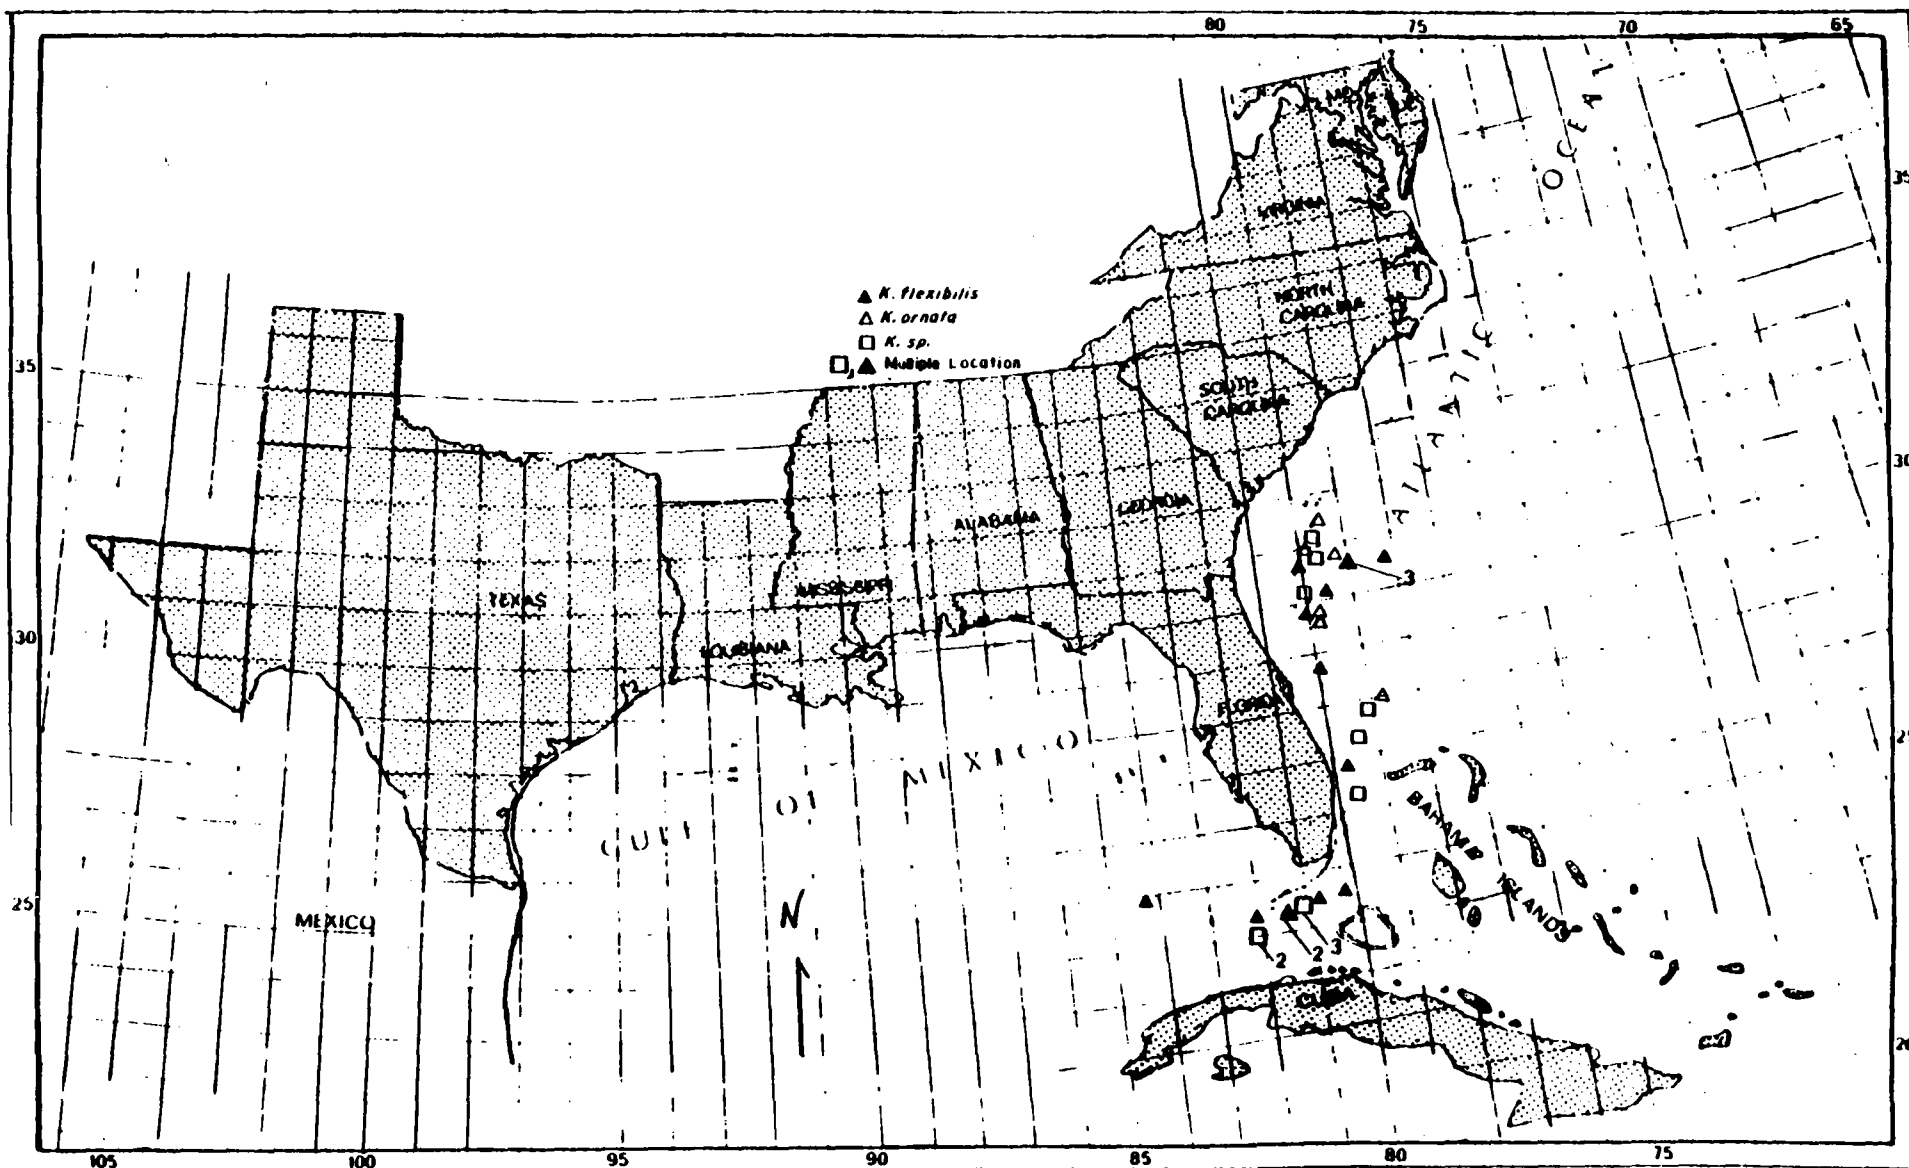 80 75 70 65
OCEAN
MD
35
VIRGINIA
▲ K. flexibilis
△ K. ornata
□ K. sp.
□, ▲ Multiple Location
NORTH
CAROLINA
35
SOUTH
CAROLINA
ATLANTIC
30
ALABAMA
GEORGIA
3
TEXAS
MISSISSIPPI
30
LOUISIANA
FLORIDA
GULF OF MEXICO
25
BAHAMA
ISLANDS
25
MEXICO
N
2 2 3
CUBA
20
105 100 95 90 85 80 75